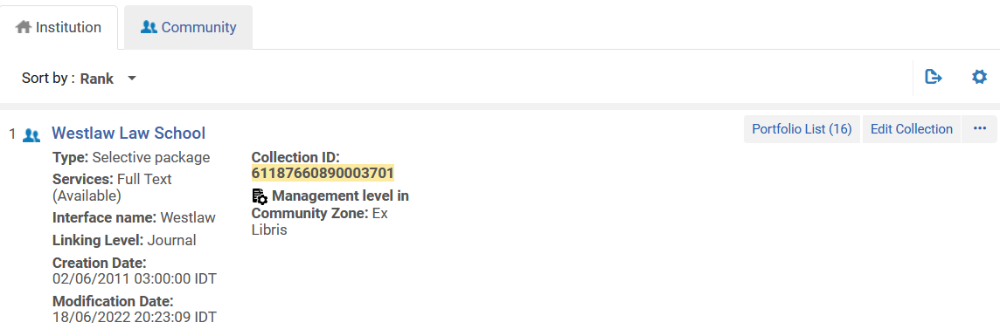 Institution
Community
Sort by : Rank
1
Westlaw Law School
Portfolio List (16)
Edit Collection
Type: Selective package
Services: Full Text
(Available)
Interface name: Westlaw
Linking Level: Journal
Creation Date:
02/06/2011 03:00:00 IDT
Modification Date:
18/06/2022 20:23:09 IDT
Collection ID:
61187660890003701
Management level in
Community Zone: Ex
Libris